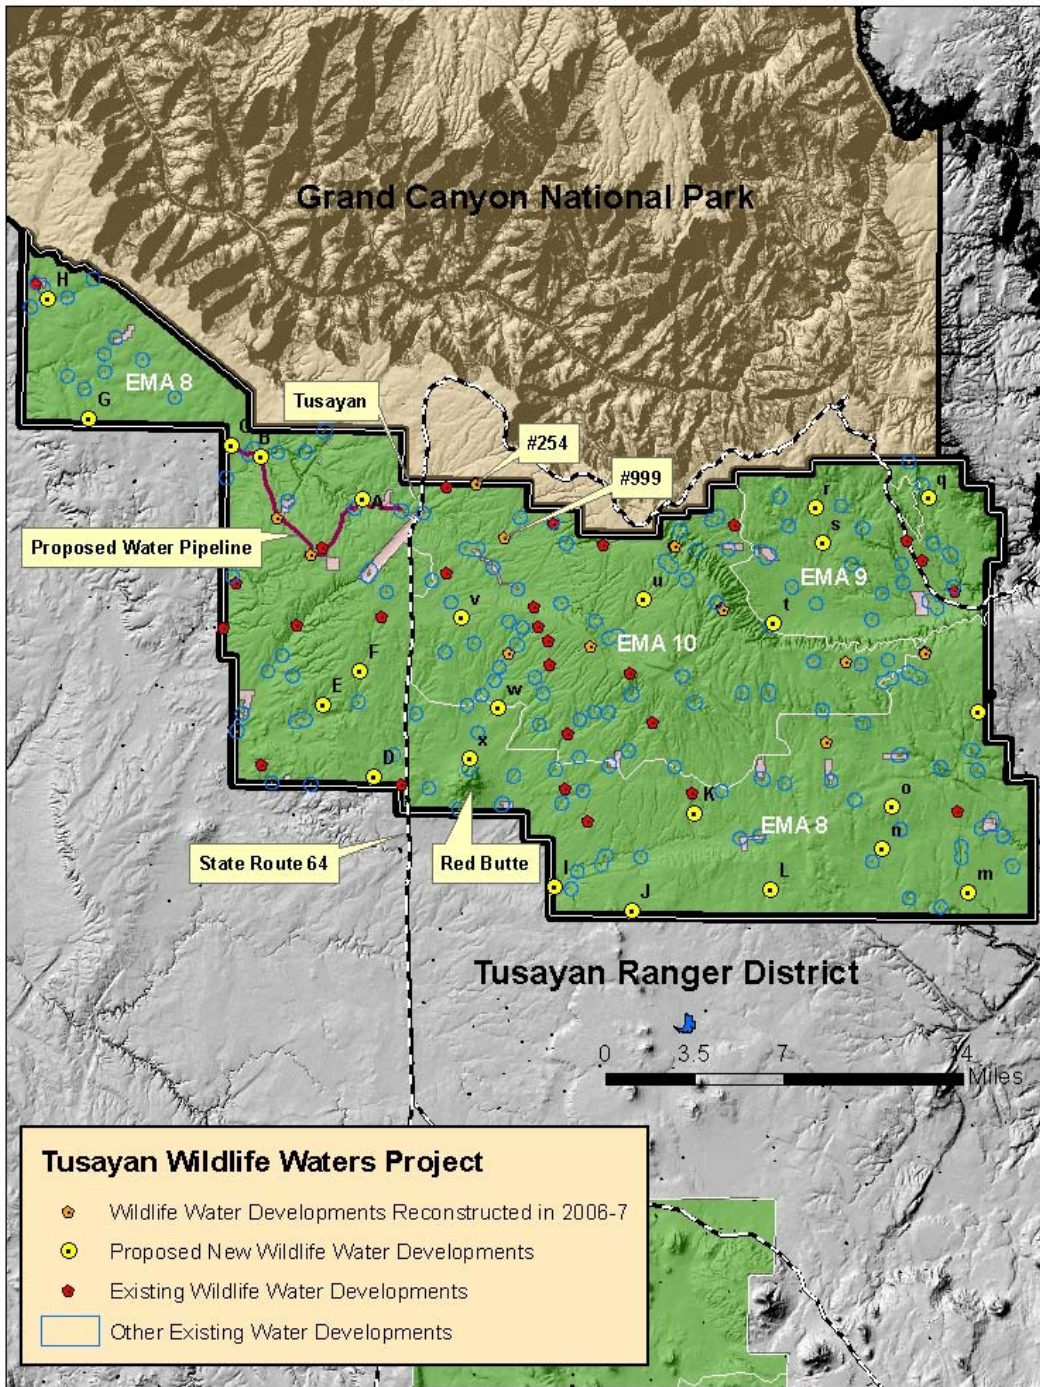 Grand Canyon National Park
H
EMA 8
G
Tusayan
#254
#999
C
B
A
Proposed Water Pipeline
q
r
s
EMA 9
u
t
v
EMA 10
F
E
w
x
D
K
o
EMA 8
n
State Route 64
Red Butte
I
J
L
m
Tusayan Ranger District
0 3.5 7 14
Miles
Tusayan Wildlife Waters Project
Wildlife Water Developments Reconstructed in 2006-7
Proposed New Wildlife Water Developments
Existing Wildlife Water Developments
Other Existing Water Developments